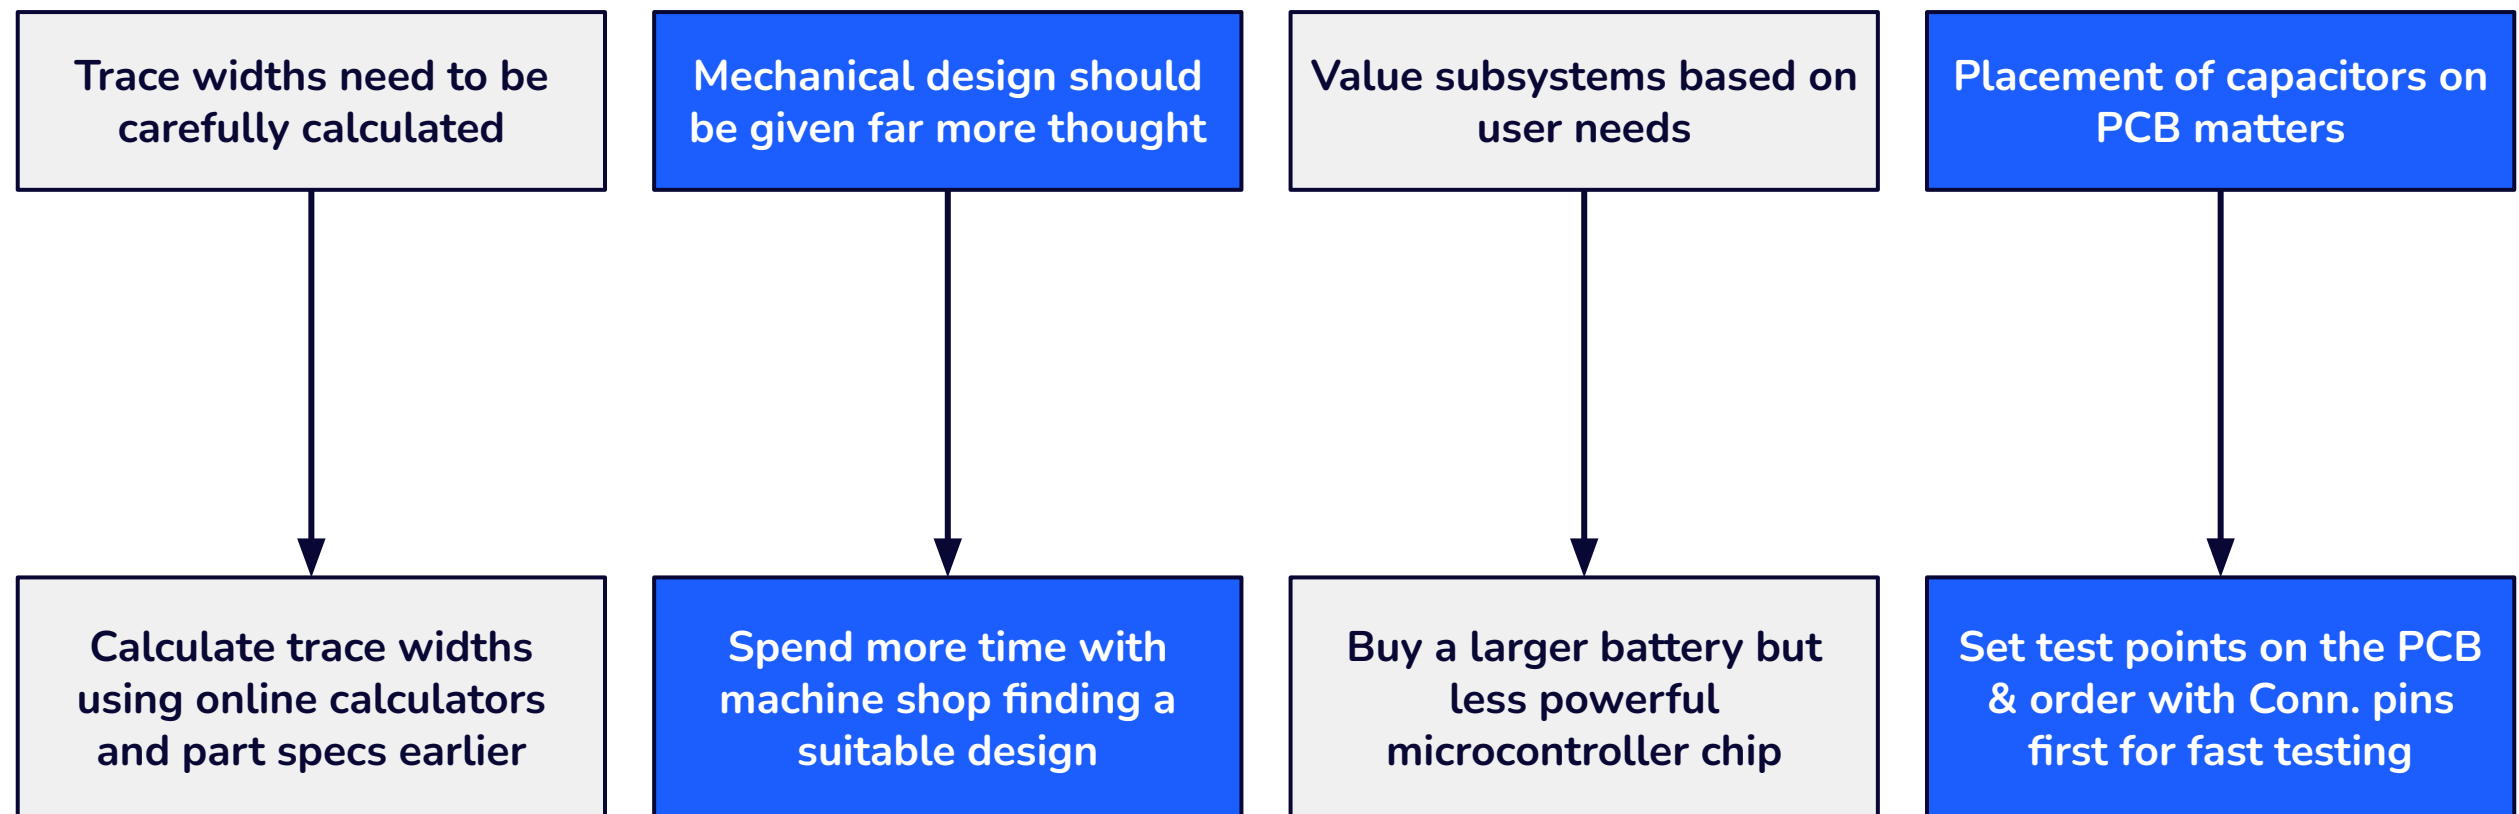 Trace widths need to be
carefully calculated
Mechanical design should
be given far more thought
Value subsystems based on
user needs
Placement of capacitors on
PCB matters
Calculate trace widths
using online calculators
and part specs earlier
Spend more time with
machine shop finding a
suitable design
Buy a larger battery but
less powerful
microcontroller chip
Set test points on the PCB
& order with Conn. pins
first for fast testing